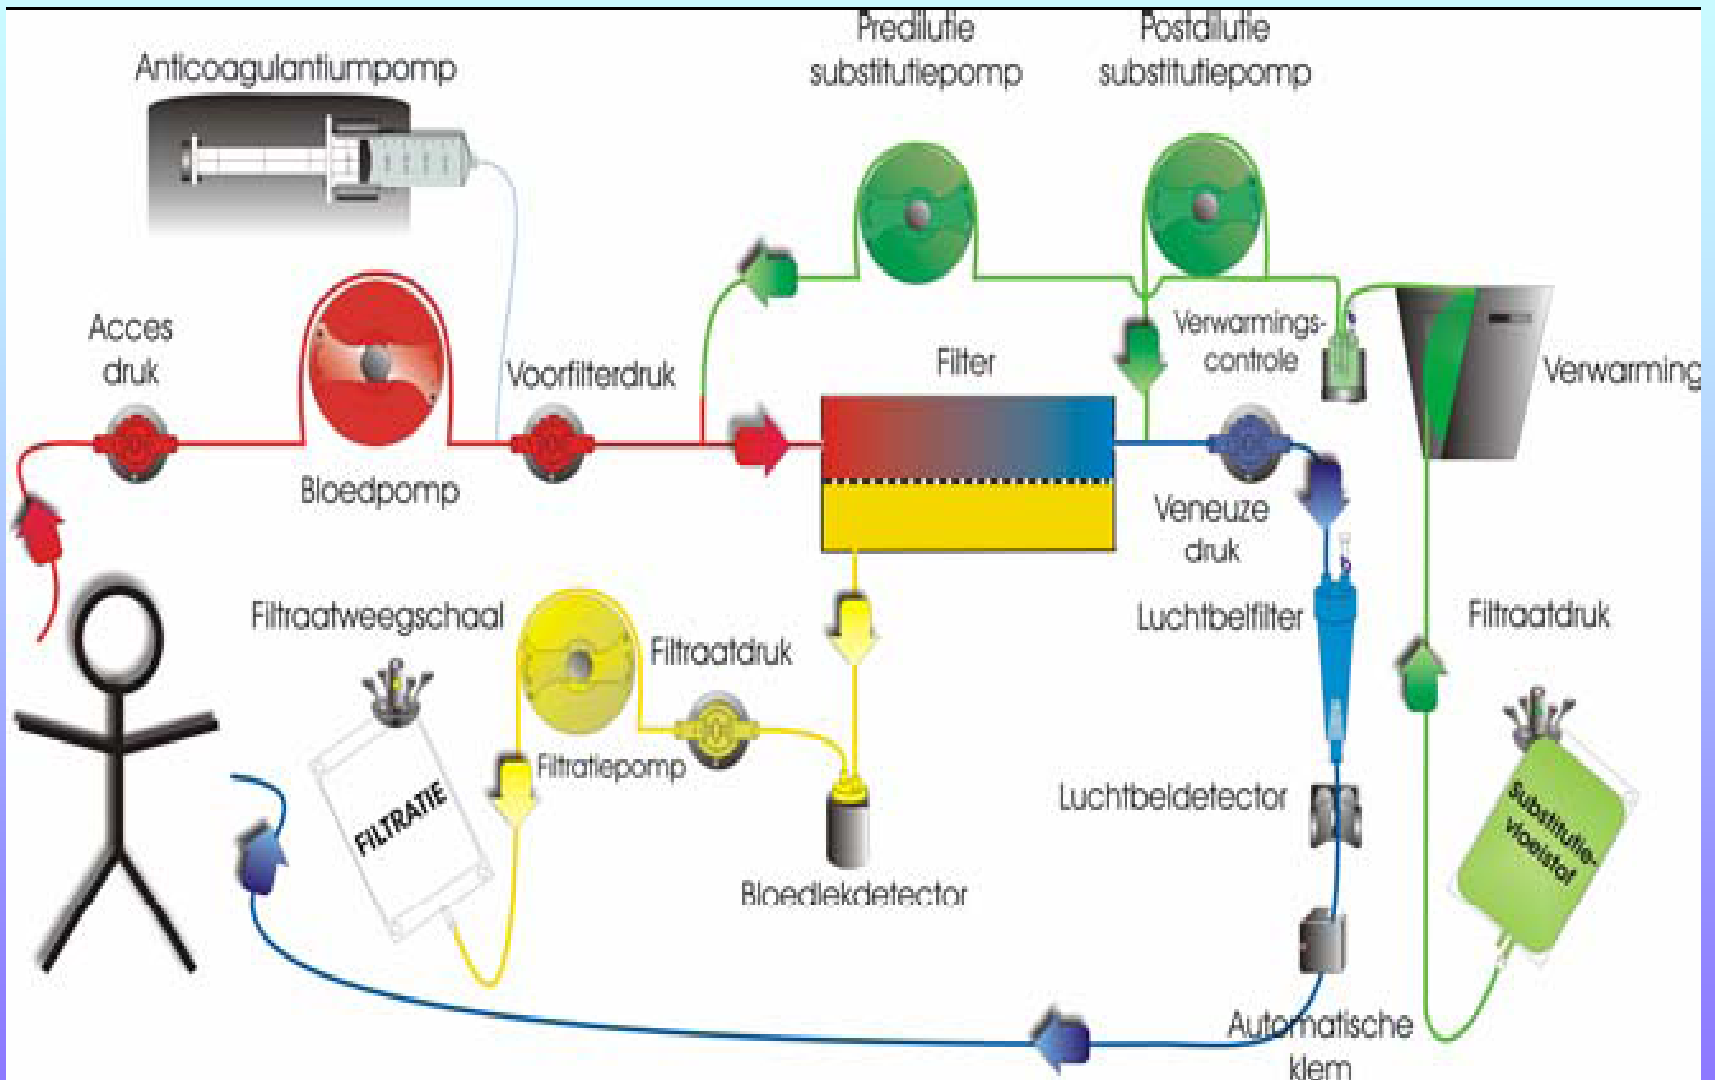 Predilutie
substitutiepomp
Postdilutie
substitutiepomp
Anticoagulantiumpomp
Acces
druk
Voorfilterdruk
Filter
Verwarmings-
controle
Verwarming
Bloedpomp
Veneuze
druk
Filtraatweegschaal
Filtraatdruk
Luchtbelfilter
Filtraatdruk
Filtratiepomp
FILTRATIE
Luchtbeldetector
Substitutie-
vloeistof
Bloedlekdetector
Automatische
klem